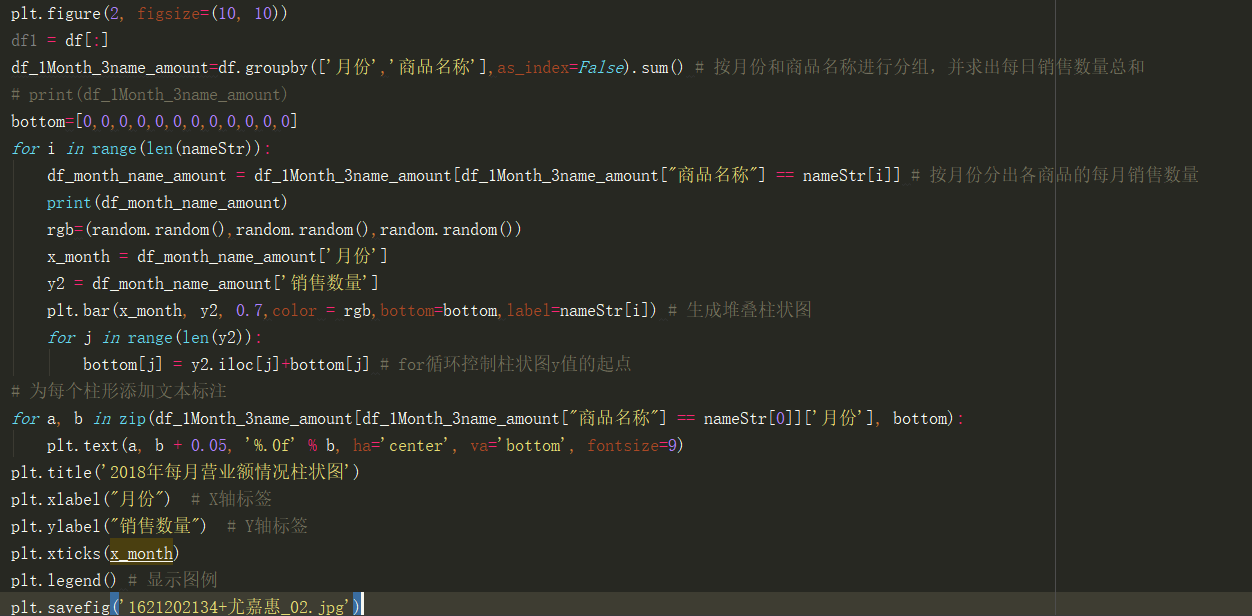 plt.figure(2, figsize=(10, 10))
df1 = df[:]
df_1Month_3name_amount=df.groupby(['月份','商品名称'],as_index=False).sum() # 按月份和商品名称进行分组，并求出每日销售数量总和
# print(df_1Month_3name_amount)
bottom=[0,0,0,0,0,0,0,0,0,0,0,0]
for i in range(len(nameStr)):
    df_month_name_amount = df_1Month_3name_amount[df_1Month_3name_amount["商品名称"] == nameStr[i]] # 按月份分出各商品的每月销售数量
    print(df_month_name_amount)
    rgb=(random.random(),random.random(),random.random())
    x_month = df_month_name_amount['月份']
    y2 = df_month_name_amount['销售数量']
    plt.bar(x_month, y2, 0.7,color = rgb,bottom=bottom,label=nameStr[i]) # 生成堆叠柱状图
    for j in range(len(y2)):
        bottom[j] = y2.iloc[j]+bottom[j] # for循环控制柱状图y值的起点
# 为每个柱形添加文本标注
for a, b in zip(df_1Month_3name_amount[df_1Month_3name_amount["商品名称"] == nameStr[0]]['月份'], bottom):
    plt.text(a, b + 0.05, '%.0f' % b, ha='center', va='bottom', fontsize=9)
plt.title('2018年每月营业额情况柱状图')
plt.xlabel("月份")  # X轴标签
plt.ylabel("销售数量")  # Y轴标签
plt.xticks(x_month)
plt.legend() # 显示图例
plt.savefig('1621202134+尤嘉惠_02.jpg')